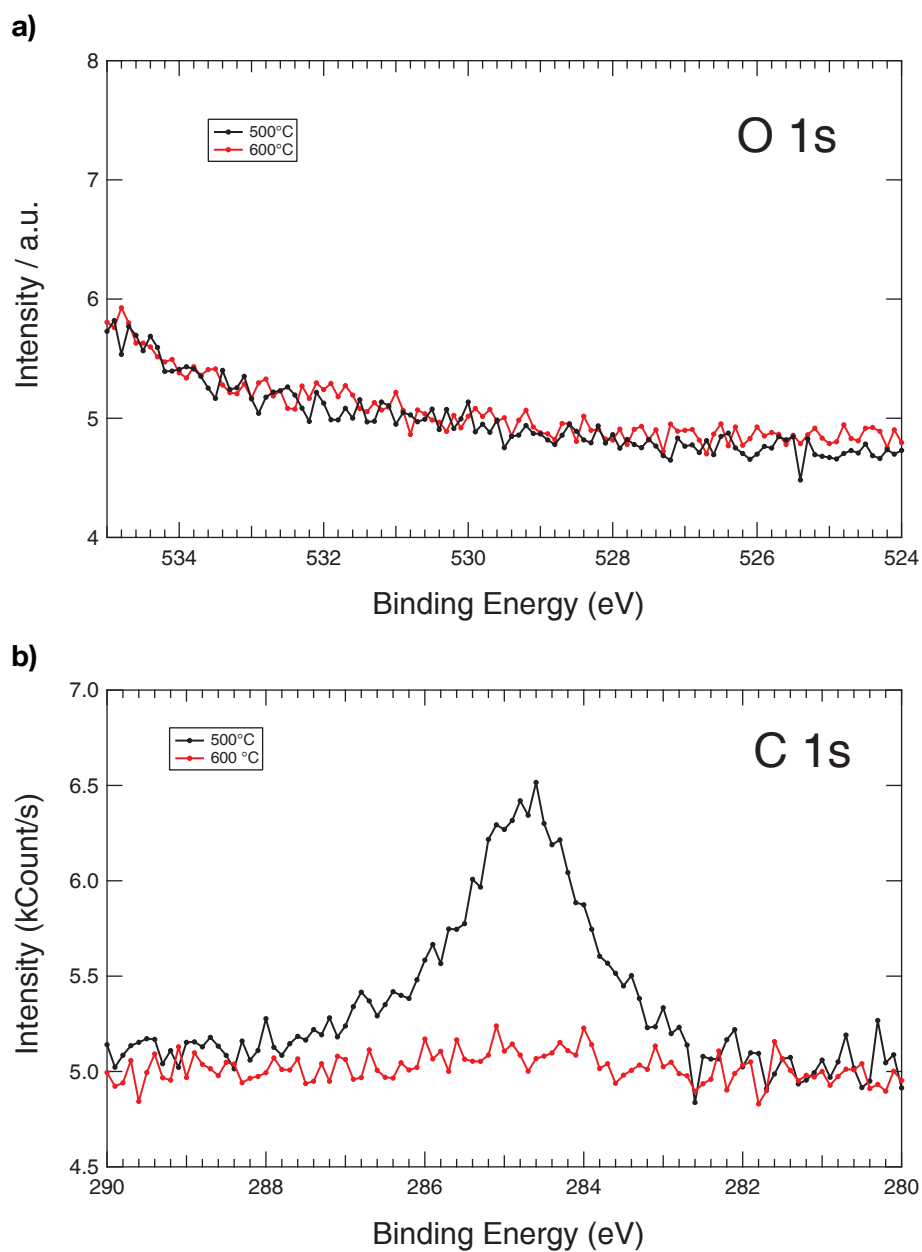 a)
8
7
6
5
4
Intensity / a.u.
500°C
600°C
O 1s
534
532
530
528
526
524
Binding Energy (eV)
b)
7.0
6.5
6.0
5.5
5.0
4.5
Intensity (kCount/s)
500°C
600 °C
C 1s
290
288
286
284
282
280
Binding Energy (eV)